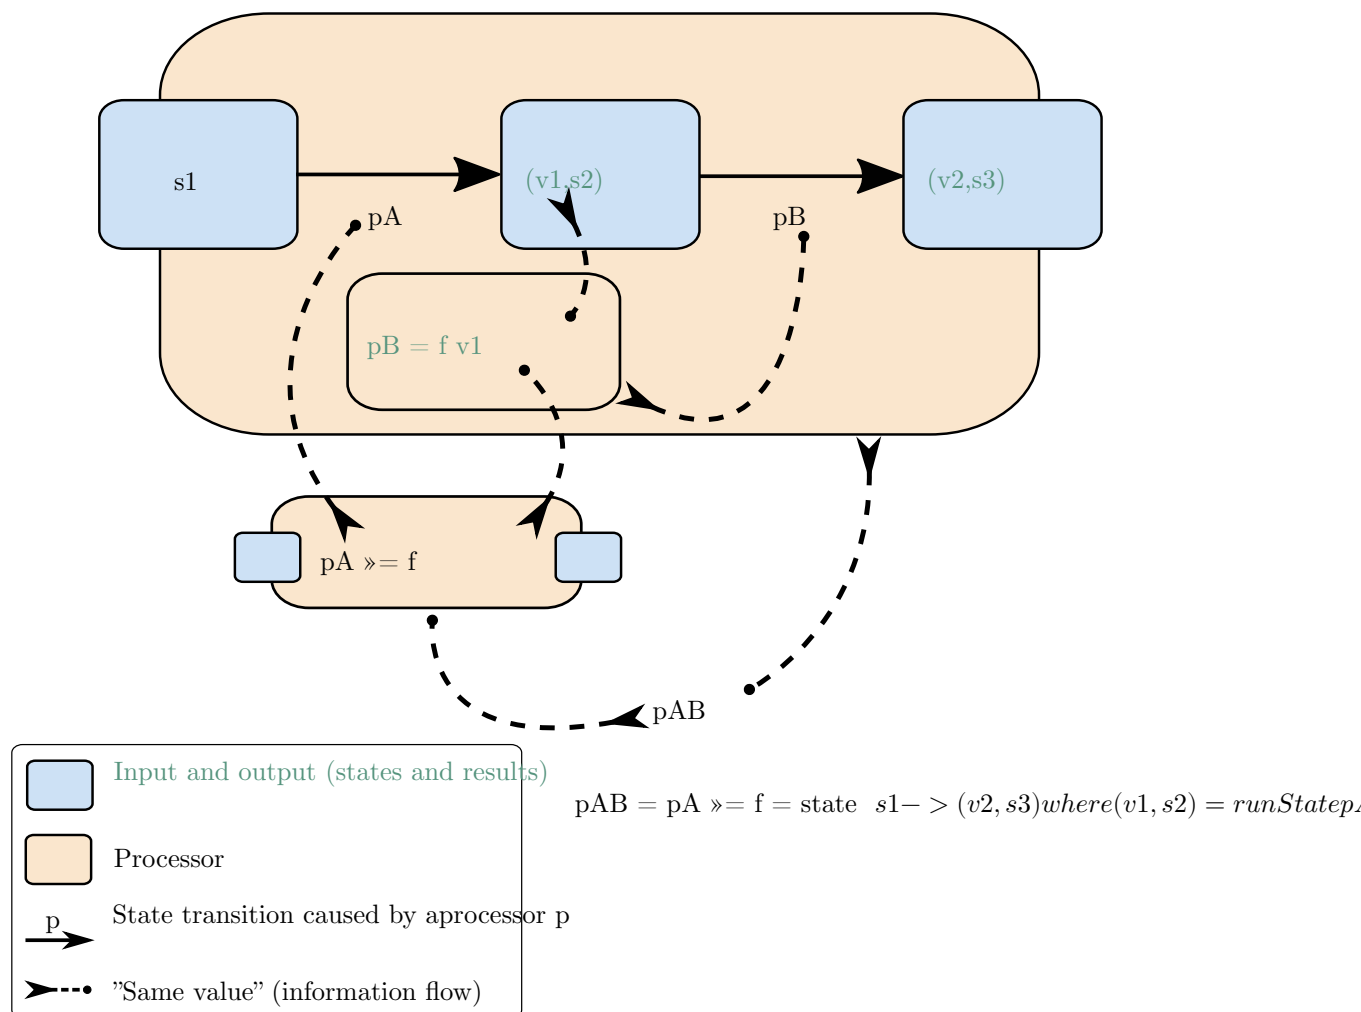 s1
(v1,s2)
(v2,s3)
pA
pB
pB = f v1
pA »= f
pAB
Input and output (states and results)
pAB = pA »= f = state s1− > (v2, s3)where(v1, s2) = runStatep
Processor
p
State transition caused by aprocessor p
”Same value” (information flow)